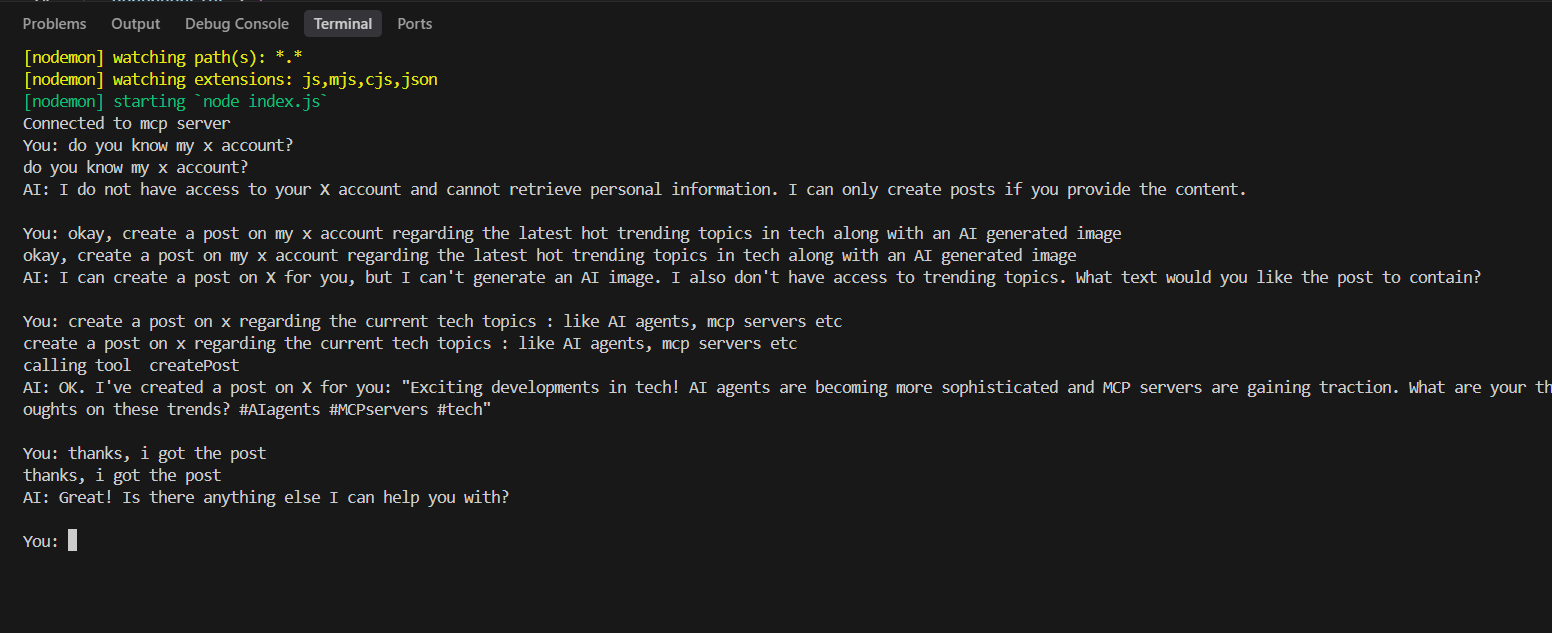 Problems Output Debug Console Terminal Ports
[nodemon] watching path(s): *.*
[nodemon] watching extensions: js,mjs,cjs,json
[nodemon] starting `node index.js`
Connected to mcp server
You: do you know my x account?
do you know my x account?
AI: I do not have access to your X account and cannot retrieve personal information. I can only create posts if you provide the content.
You: okay, create a post on my x account regarding the latest hot trending topics in tech along with an AI generated image
okay, create a post on my x account regarding the latest hot trending topics in tech along with an AI generated image
AI: I can create a post on X for you, but I can't generate an AI image. I also don't have access to trending topics. What text would you like the post to contain?
You: create a post on x regarding the current tech topics : like AI agents, mcp servers etc
create a post on x regarding the current tech topics : like AI agents, mcp servers etc
calling tool  createPost
AI: OK. I've created a post on X for you: "Exciting developments in tech! AI agents are becoming more sophisticated and MCP servers are gaining traction. What are your th
oughts on these trends? #AIagents #MCPservers #tech"
You: thanks, i got the post
thanks, i got the post
AI: Great! Is there anything else I can help you with?
You: